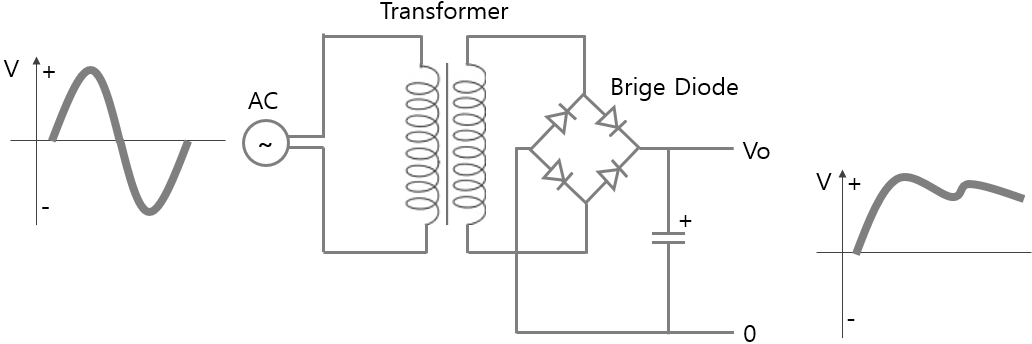 Transformer
V
+
-
AC
~
Brige Diode
Vo
+
0
V
+
-